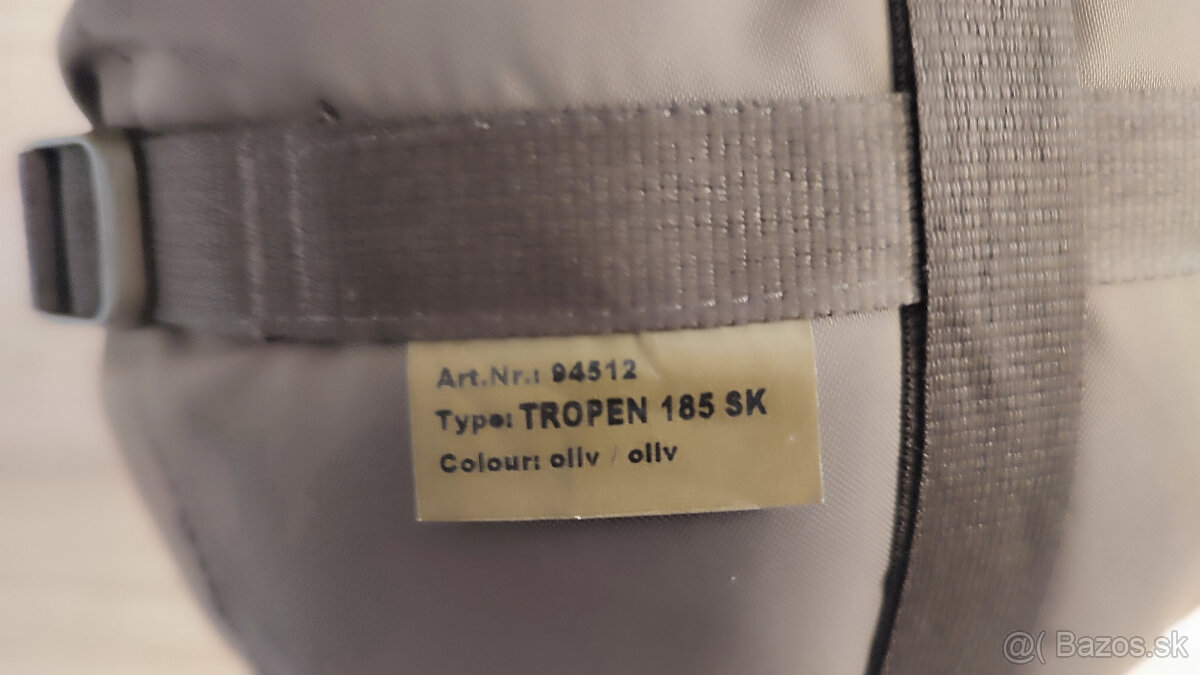 Art.Nr.: 94512
Type: TROPEN 185 SK
Colour: oliv / oliv
@( Bazos.sk